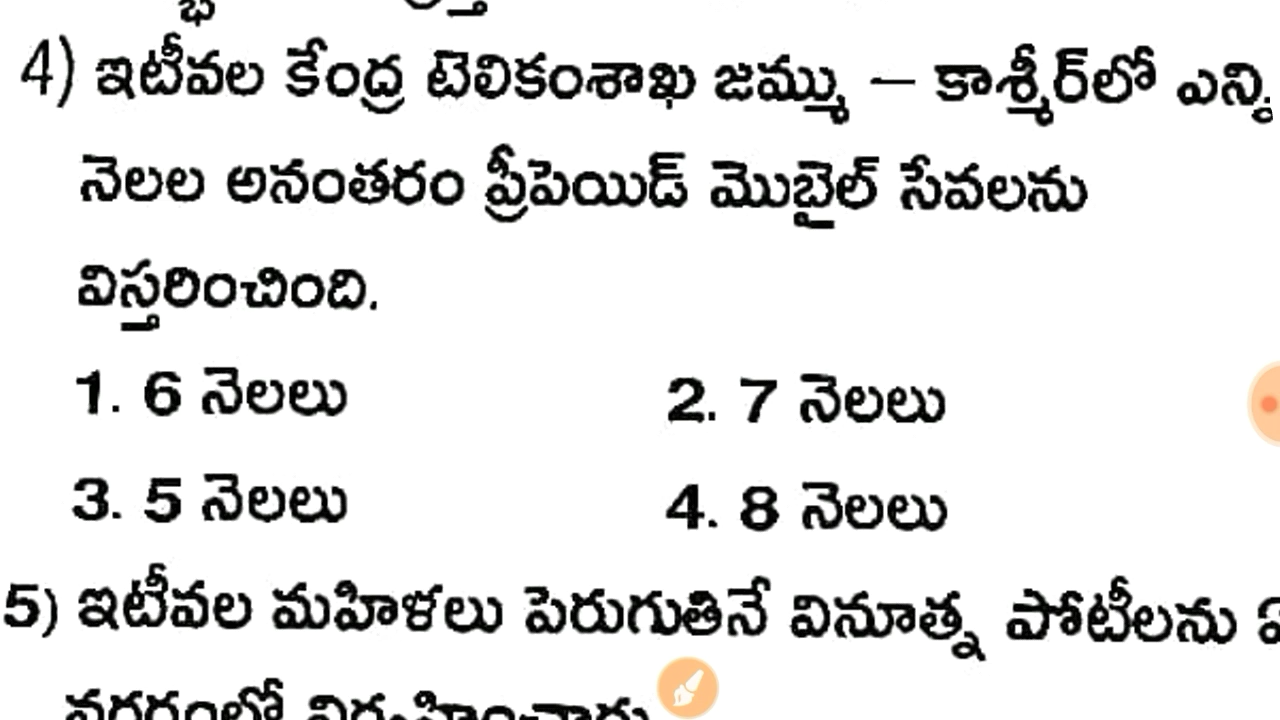 4) ఇటీవల కేంద్ర టెలికంశాఖ జమ్ము – కాశ్మీర్‌లో ఎన్ని
నెలల అనంతరం ప్రీపెయిడ్ మొబైల్ సేవలను
విస్తరించింది.
1. 6 నెలలు 2. 7 నెలలు
3. 5 నెలలు 4. 8 నెలలు
5) ఇటీవల మహిళలు పెరుగుతినే వినూత్న పోటీలను